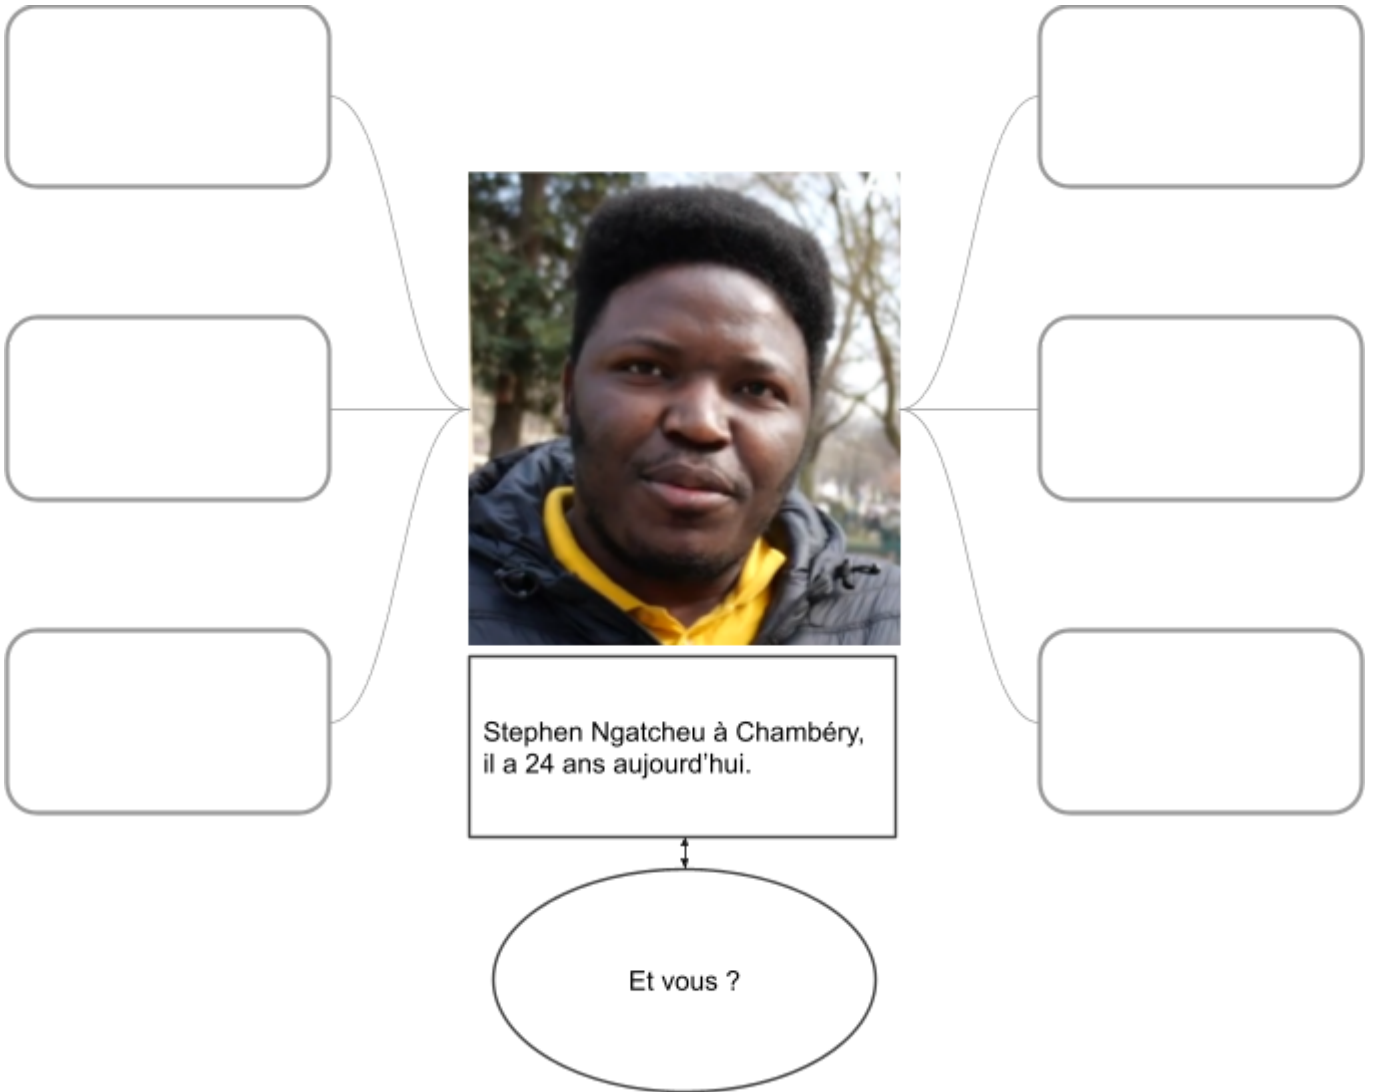 Stephen Ngatcheu à Chambéry,
il a 24 ans aujourd'hui.
Et vous ?